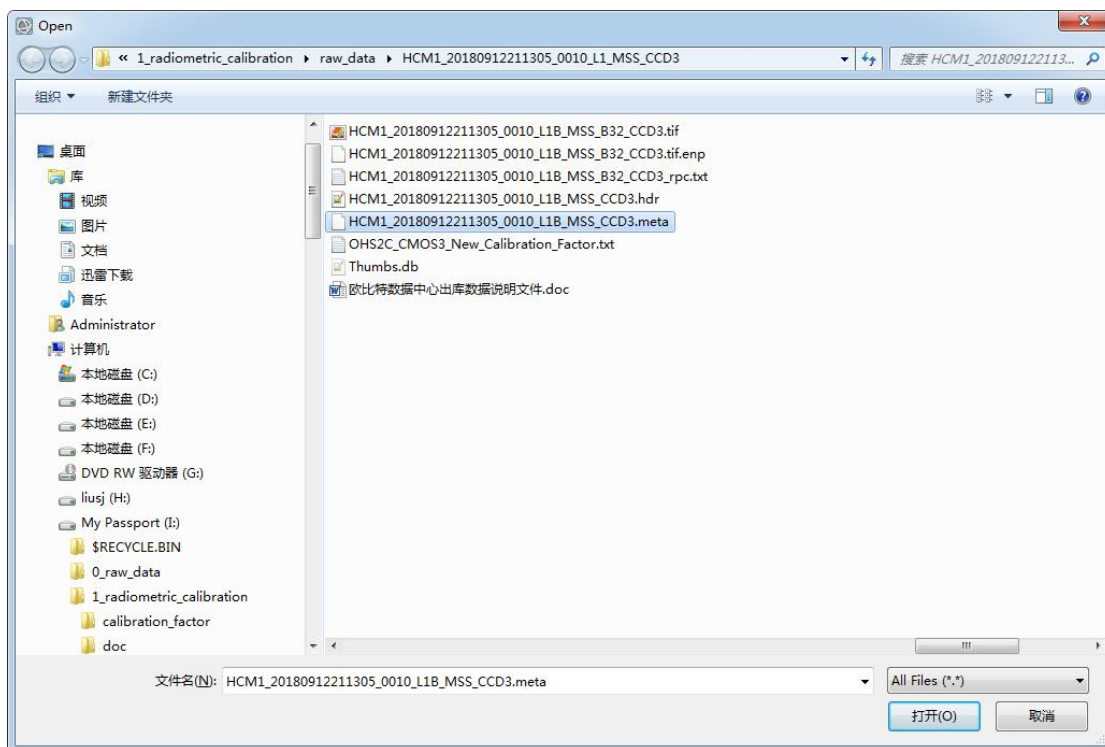 Open
« 1_radiometric_calibration ▸ raw_data ▸ HCM1_20180912211305_0010_L1_MSS_CCD3
搜索 HCM1_201809122113...
组织 新建文件夹
桌面
库
视频
图片
文档
迅雷下载
音乐
Administrator
计算机
本地磁盘 (C:)
本地磁盘 (D:)
本地磁盘 (E:)
本地磁盘 (F:)
DVD RW 驱动器 (G:)
liusj (H:)
My Passport (I:)
$RECYCLE.BIN
0_raw_data
1_radiometric_calibration
calibration_factor
doc
HCM1_20180912211305_0010_L1B_MSS_B32_CCD3.tif
HCM1_20180912211305_0010_L1B_MSS_B32_CCD3.tif.enp
HCM1_20180912211305_0010_L1B_MSS_B32_CCD3_rpc.txt
HCM1_20180912211305_0010_L1B_MSS_CCD3.hdr
HCM1_20180912211305_0010_L1B_MSS_CCD3.meta
OHS2C_CMOS3_New_Calibration_Factor.txt
Thumbs.db
欧比特数据中心出库数据说明文件.doc
文件名(N): HCM1_20180912211305_0010_L1B_MSS_CCD3.meta
All Files (*.*)
打开(O) 取消